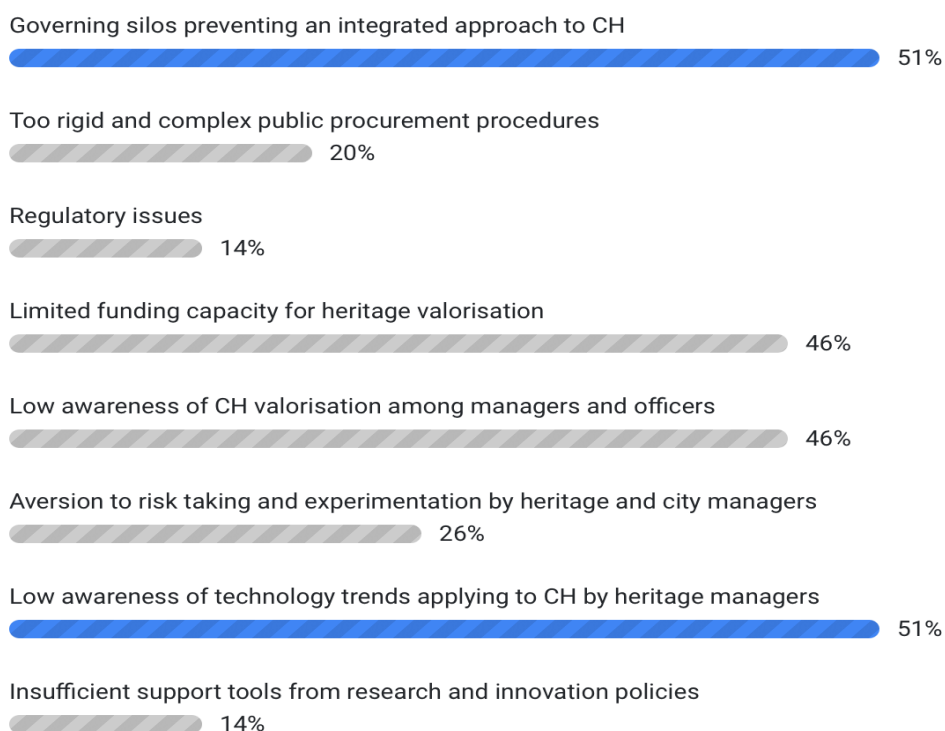 Governing silos preventing an integrated approach to CH
51%
Too rigid and complex public procurement procedures
20%
Regulatory issues
14%
Limited funding capacity for heritage valorisation
46%
Low awareness of CH valorisation among managers and officers
46%
Aversion to risk taking and experimentation by heritage and city managers
26%
Low awareness of technology trends applying to CH by heritage managers
51%
Insufficient support tools from research and innovation policies
14%